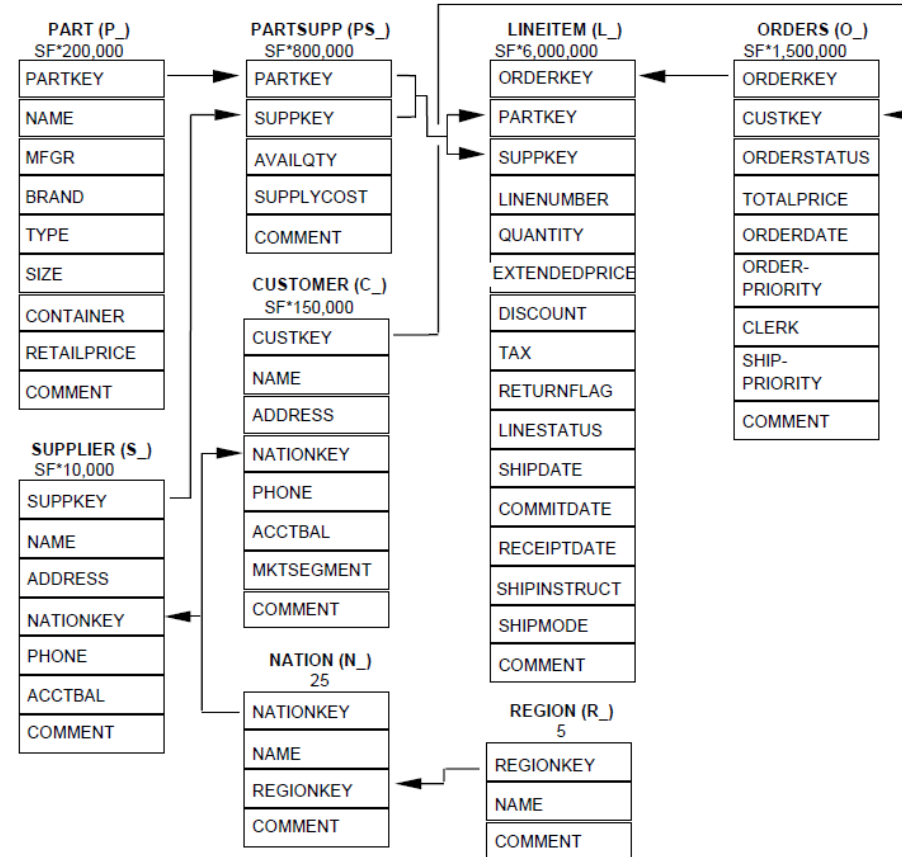 PART (P_)
SF*200,000
PARTKEY
NAME
MFGR
BRAND
TYPE
SIZE
CONTAINER
RETAILPRICE
COMMENT
SUPPLIER (S_)
SF*10,000
SUPPKEY
NAME
ADDRESS
NATIONKEY
PHONE
ACCTBAL
COMMENT
PARTSUPP (PS_)
SF*800,000
PARTKEY
SUPPKEY
AVAILQTY
SUPPLYCOST
COMMENT
CUSTOMER (C_)
SF*150,000
CUSTKEY
NAME
ADDRESS
NATIONKEY
PHONE
ACCTBAL
MKTSEGMENT
COMMENT
NATION (N_)
25
NATIONKEY
NAME
REGIONKEY
COMMENT
LINEITEM (L_)
SF*6,000,000
ORDERKEY
PARTKEY
SUPPKEY
LINENUMBER
QUANTITY
EXTENDEDPRICE
DISCOUNT
TAX
RETURNFLAG
LINESTATUS
SHIPDATE
COMMITDATE
RECEIPTDATE
SHIPINSTRUCT
SHIPMODE
COMMENT
REGION (R_)
5
REGIONKEY
NAME
COMMENT
ORDERS (O_)
SF*1,500,000
ORDERKEY
CUSTKEY
ORDERSTATUS
TOTALPRICE
ORDERDATE
ORDER-
PRIORITY
CLERK
SHIP-
PRIORITY
COMMENT